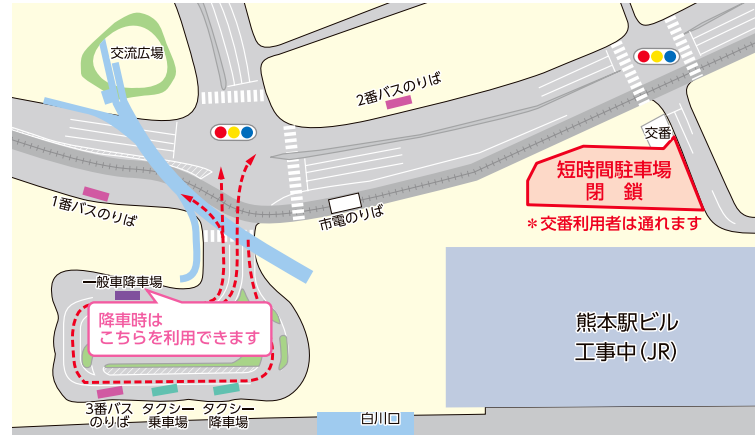 交流広場
2番バスのりば
交番
短時間駐車場
閉 鎖
＊交番利用者は通れます
1番バスのりば
市電のりば
一般車降車場
降車時は
こちらを利用できます
熊本駅ビル
工事中(JR)
3番バス
のりば
タクシー
乗車場
タクシー
降車場
白川口